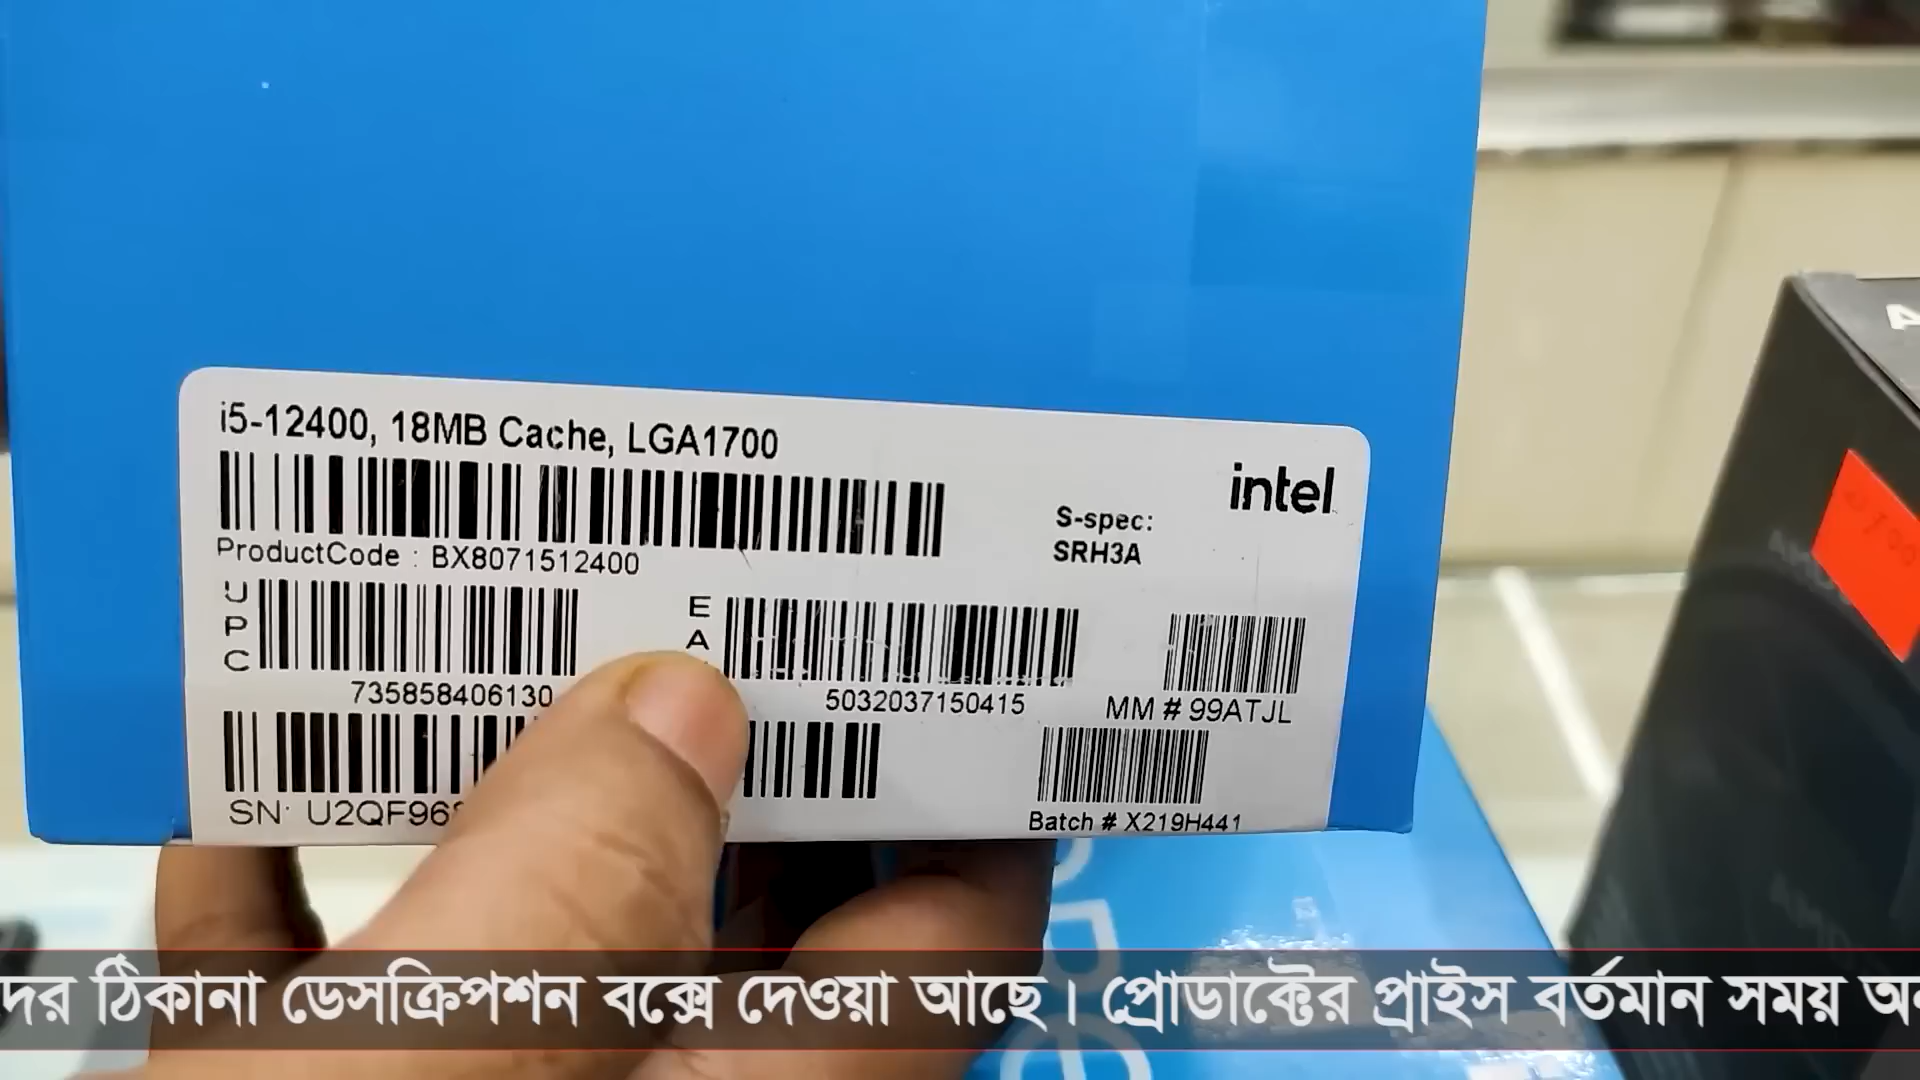 i5-12400, 18MB Cache, LGA1700
intel
S-spec:
SRH3A
ProductCode : BX8071512400
UPC
735858406130
EA
5032037150415
MM # 99ATJL
SN: U2QF96
Batch # X219H441
ঠিকানা ডেসক্রিপশন বক্সে দেওয়া আছে। প্রোডাক্টের প্রাইস বর্তমান সময়